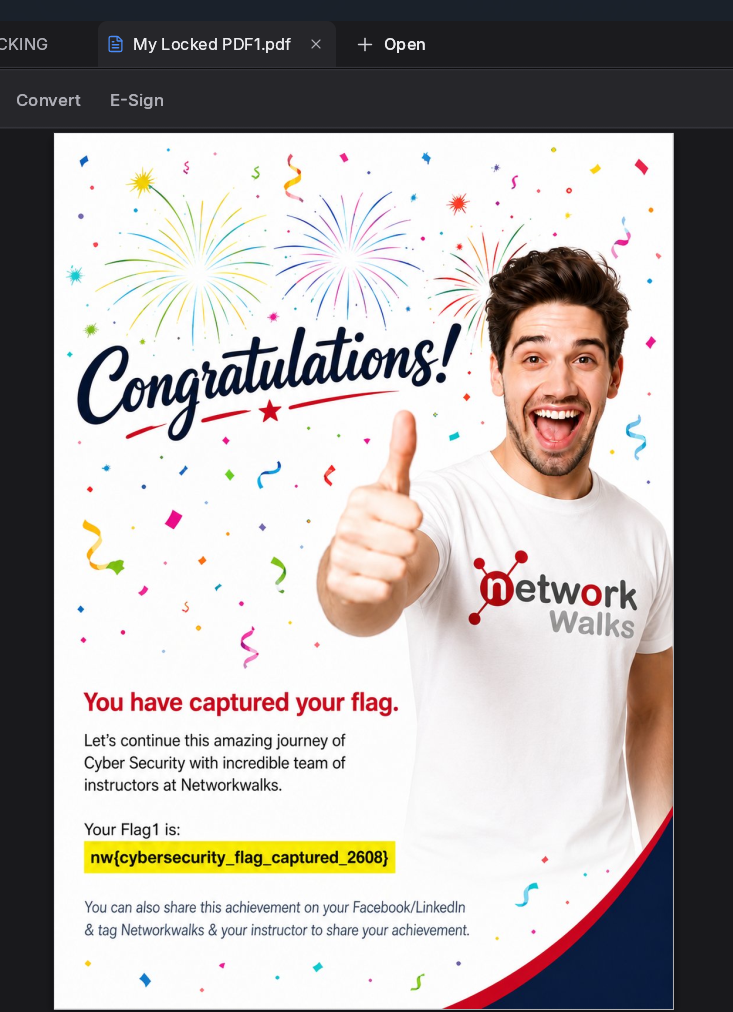 CKING
My Locked PDF1.pdf
Open
Convert E-Sign
Congratulations!
network
Walks
You have captured your flag.
Let's continue this amazing journey of
Cyber Security with incredible team of
instructors at Networkwalks.
Your Flag1 is:
nw{cybersecurity_flag_captured_2608}
You can also share this achievement on your Facebook/LinkedIn
& tag Networkwalks & your instructor to share your achievement.